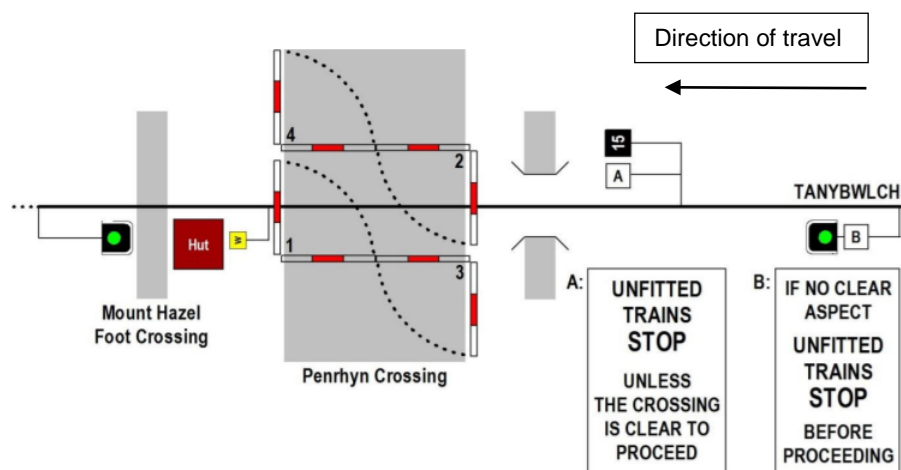 Direction of travel
4
15
A
2
TANYBWLCH
B
Hut
W
1
3
Mount Hazel
Foot Crossing
Penrhyn Crossing
A:
UNFITTED
TRAINS
STOP
UNLESS
THE CROSSING
IS CLEAR TO
PROCEED
B:
IF NO CLEAR
ASPECT
UNFITTED
TRAINS
STOP
BEFORE
PROCEEDING